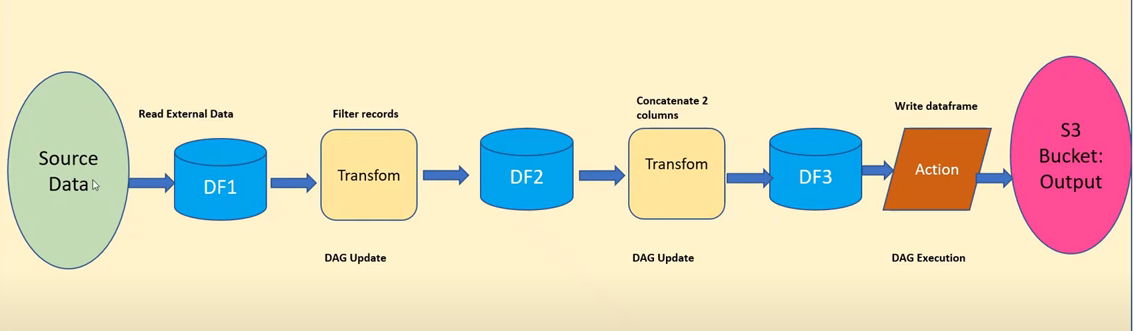 Source
Data
Read External Data
DF1
Filter records
Transfom
DAG Update
DF2
Concatenate 2
columns
Transfom
DAG Update
DF3
Write dataframe
Action
DAG Execution
S3
Bucket:
Output